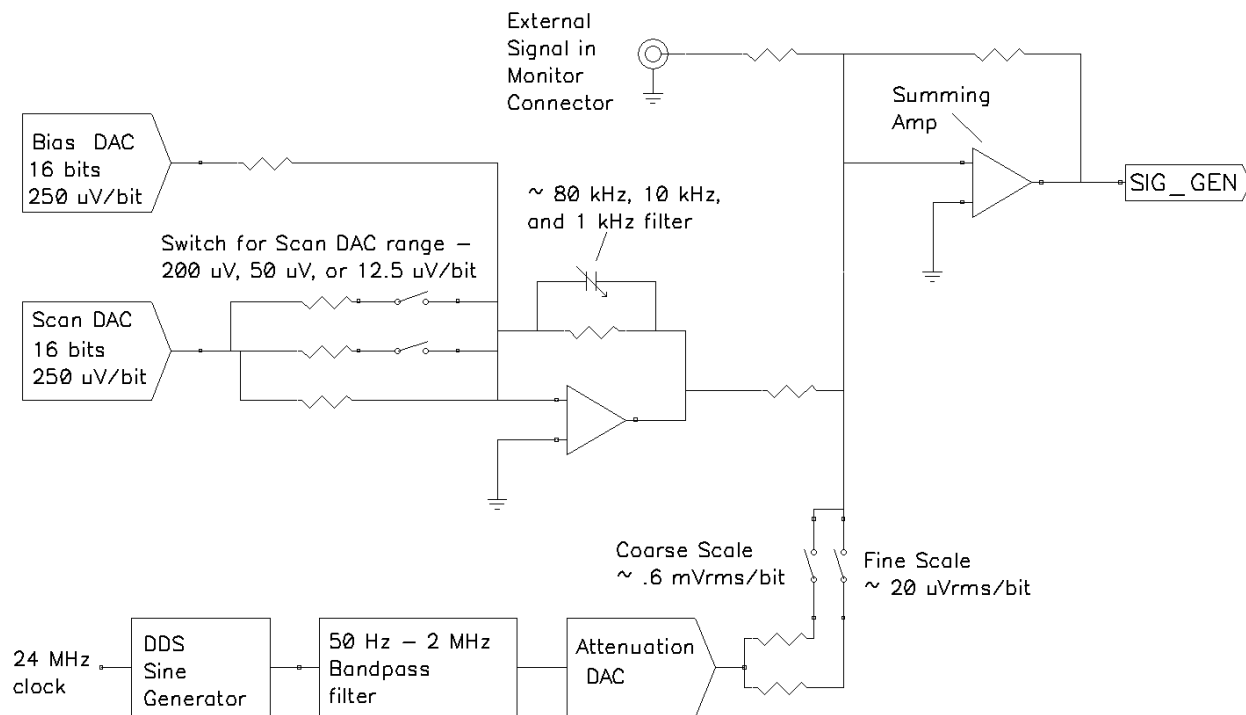 External
Signal in
Monitor
Connector
Summing
Amp
Bias DAC
16 bits
250 uV/bit
SIG_GEN
~ 80 kHz, 10 kHz,
and 1 kHz filter
Switch for Scan DAC range –
200 uV, 50 uV, or 12.5 uV/bit
Scan DAC
16 bits
250 uV/bit
Coarse Scale
~ .6 mVrms/bit
Fine Scale
~ 20 uVrms/bit
24 MHz
clock
DDS
Sine
Generator
50 Hz – 2 MHz
Bandpass
filter
Attenuation
DAC